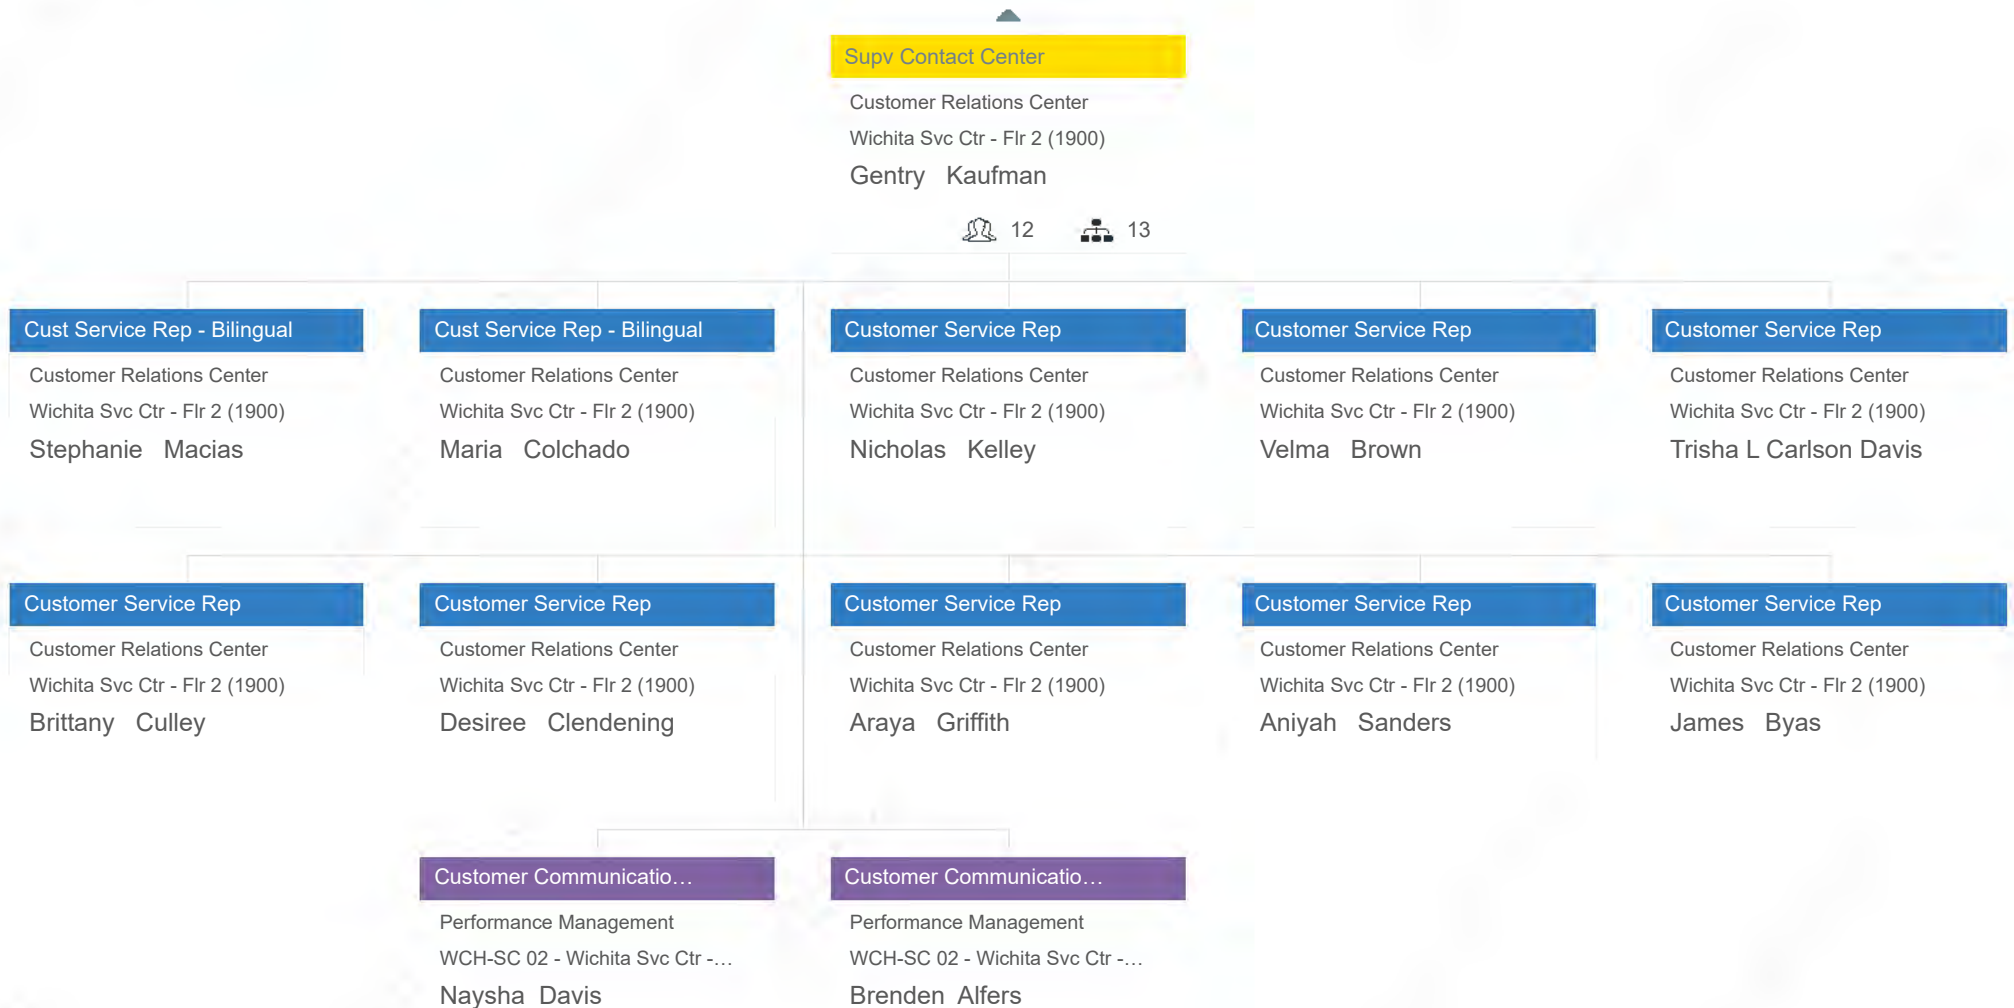 Supv Contact Center
Customer Relations Center
Wichita Svc Ctr - Flr 2 (1900)
Gentry Kaufman
12 13
Cust Service Rep - Bilingual
Customer Relations Center
Wichita Svc Ctr - Flr 2 (1900)
Stephanie Macias
Cust Service Rep - Bilingual
Customer Relations Center
Wichita Svc Ctr - Flr 2 (1900)
Maria Colchado
Customer Service Rep
Customer Relations Center
Wichita Svc Ctr - Flr 2 (1900)
Nicholas Kelley
Customer Service Rep
Customer Relations Center
Wichita Svc Ctr - Flr 2 (1900)
Velma Brown
Customer Service Rep
Customer Relations Center
Wichita Svc Ctr - Flr 2 (1900)
Trisha L Carlson Davis
Customer Service Rep
Customer Relations Center
Wichita Svc Ctr - Flr 2 (1900)
Brittany Culley
Customer Service Rep
Customer Relations Center
Wichita Svc Ctr - Flr 2 (1900)
Desiree Clendening
Customer Service Rep
Customer Relations Center
Wichita Svc Ctr - Flr 2 (1900)
Araya Griffith
Customer Service Rep
Customer Relations Center
Wichita Svc Ctr - Flr 2 (1900)
Aniyah Sanders
Customer Service Rep
Customer Relations Center
Wichita Svc Ctr - Flr 2 (1900)
James Byas
Customer Communicatio…
Performance Management
WCH-SC 02 - Wichita Svc Ctr -…
Naysha Davis
Customer Communicatio…
Performance Management
WCH-SC 02 - Wichita Svc Ctr -…
Brenden Alfers